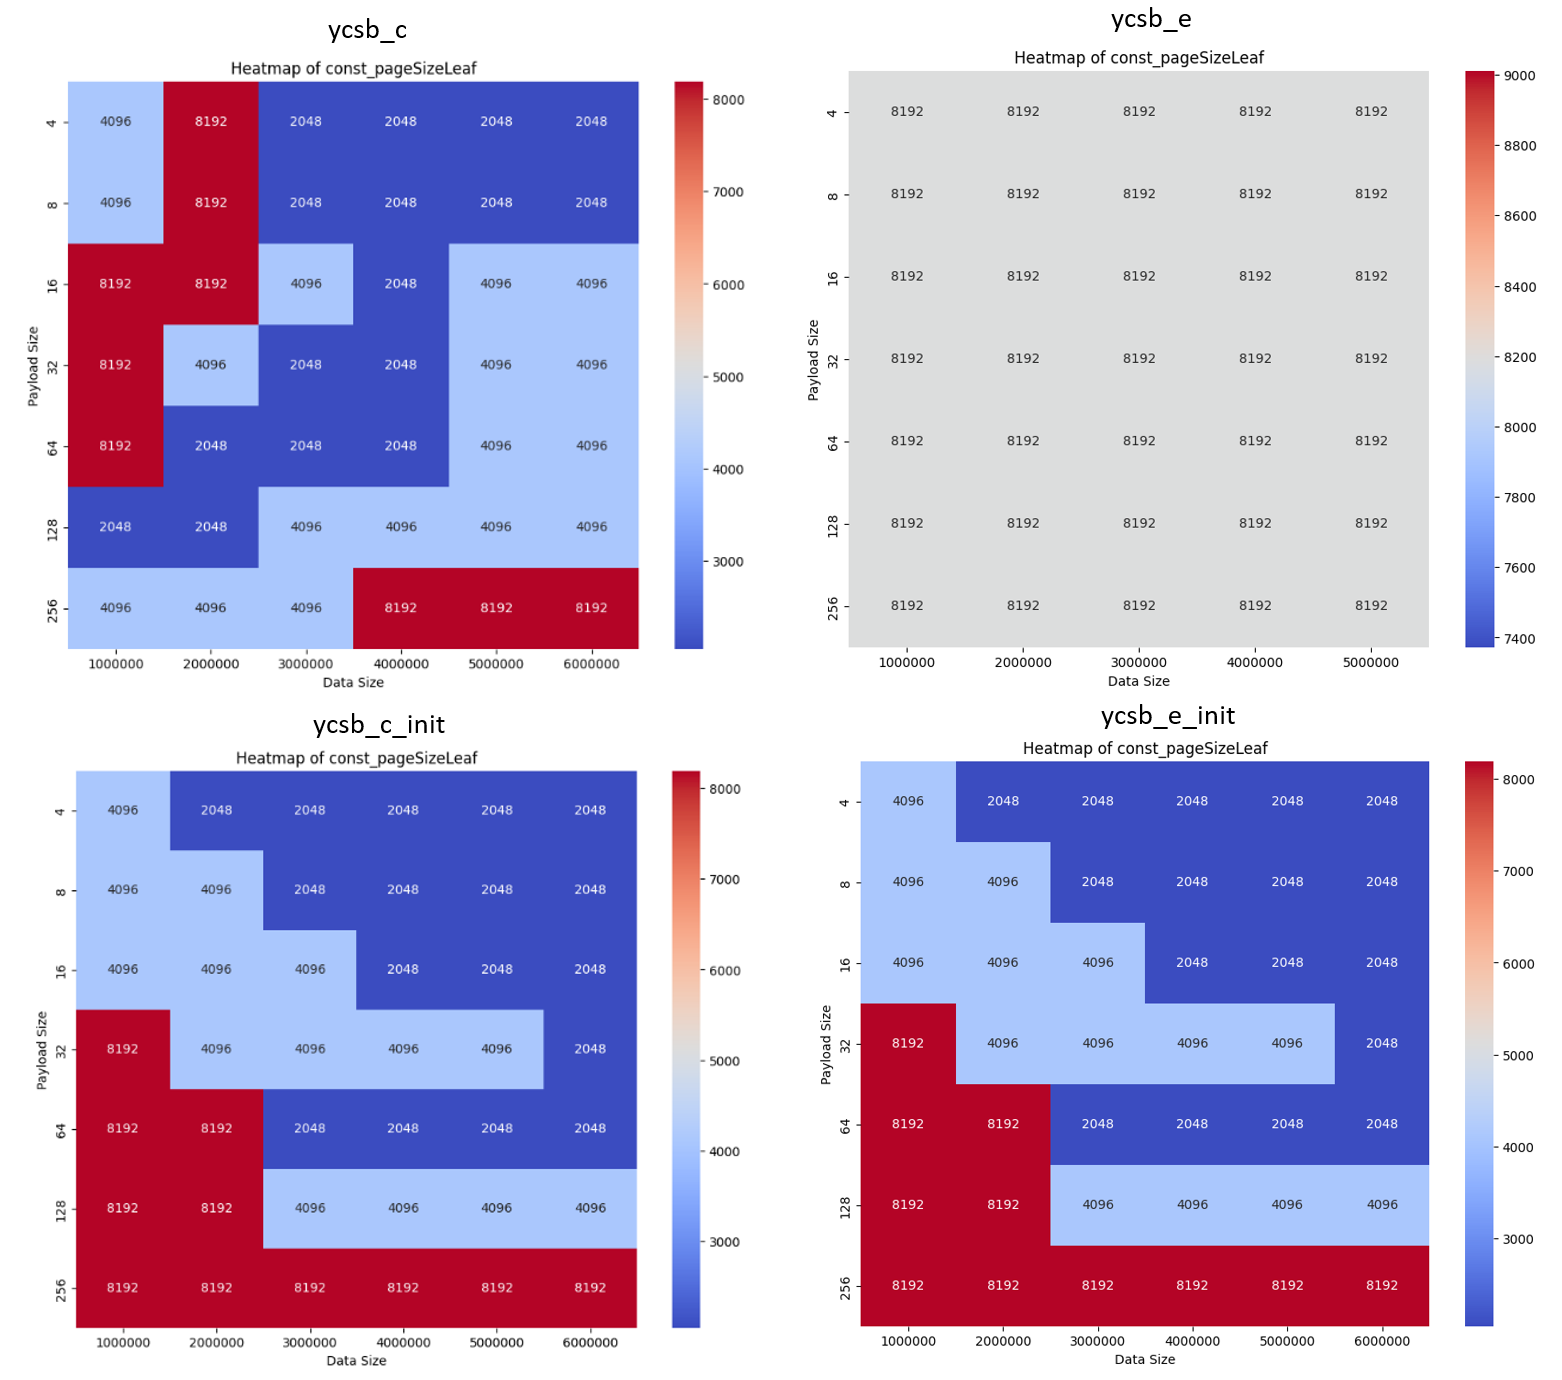 ycsb_c
Heatmap of const_pageSizeLeaf
4 4096 8192 2048 2048 2048 2048
8 4096 8192 2048 2048 2048 2048
16 8192 8192 4096 2048 4096 4096
32 8192 4096 2048 2048 4096 4096
64 8192 2048 2048 2048 4096 4096
128 2048 2048 4096 4096 4096 4096
256 4096 4096 4096 8192 8192 8192
1000000 2000000 3000000 4000000 5000000 6000000
Data Size
Payload Size
8000
7000
6000
5000
4000
3000
ycsb_e
Heatmap of const_pageSizeLeaf
4 8192 8192 8192 8192 8192
8 8192 8192 8192 8192 8192
16 8192 8192 8192 8192 8192
32 8192 8192 8192 8192 8192
64 8192 8192 8192 8192 8192
128 8192 8192 8192 8192 8192
256 8192 8192 8192 8192 8192
1000000 2000000 3000000 4000000 5000000
Data Size
Payload Size
9000
8800
8600
8400
8200
8000
7800
7600
7400
ycsb_c_init
Heatmap of const_pageSizeLeaf
4 4096 2048 2048 2048 2048 2048
8 4096 4096 2048 2048 2048 2048
16 4096 4096 4096 2048 2048 2048
32 8192 4096 4096 4096 4096 2048
64 8192 8192 2048 2048 2048 2048
128 8192 8192 4096 4096 4096 4096
256 8192 8192 8192 8192 8192 8192
1000000 2000000 3000000 4000000 5000000 6000000
Data Size
Payload Size
8000
7000
6000
5000
4000
3000
ycsb_e_init
Heatmap of const_pageSizeLeaf
4 4096 2048 2048 2048 2048 2048
8 4096 4096 2048 2048 2048 2048
16 4096 4096 4096 2048 2048 2048
32 8192 4096 4096 4096 4096 2048
64 8192 8192 2048 2048 2048 2048
128 8192 8192 4096 4096 4096 4096
256 8192 8192 8192 8192 8192 8192
1000000 2000000 3000000 4000000 5000000 6000000
Data Size
Payload Size
8000
7000
6000
5000
4000
3000